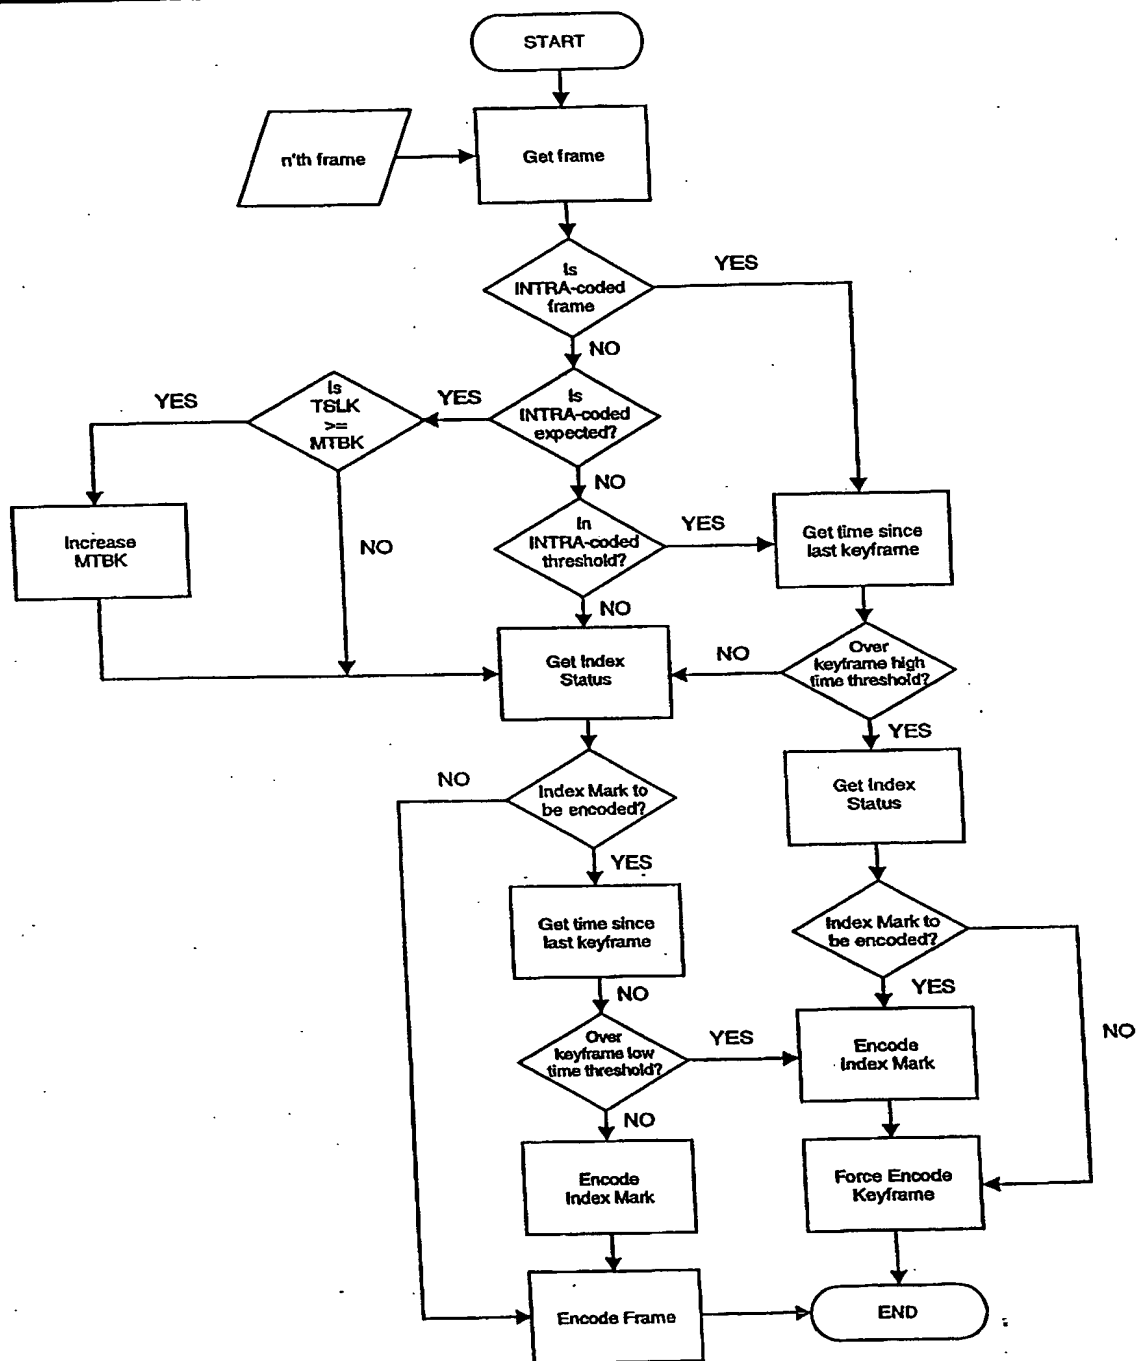 START
n'th frame
Get frame
Is
INTRA-coded
frame
YES
NO
Is
INTRA-coded
expected?
YES
Is
TSLK
>=
MTBK
YES
NO
In
INTRA-coded
threshold?
YES
Get time since
last keyframe
Increase
MTBK
NO
NO
Get Index
Status
NO
Over
keyframe high
time threshold?
YES
NO
Index Mark to
be encoded?
Get Index
Status
YES
Get time since
last keyframe
Index Mark to
be encoded?
NO
YES
NO
Over
keyframe low
time threshold?
YES
Encode
Index Mark
NO
Encode
Index Mark
Force Encode
Keyframe
Encode Frame
END